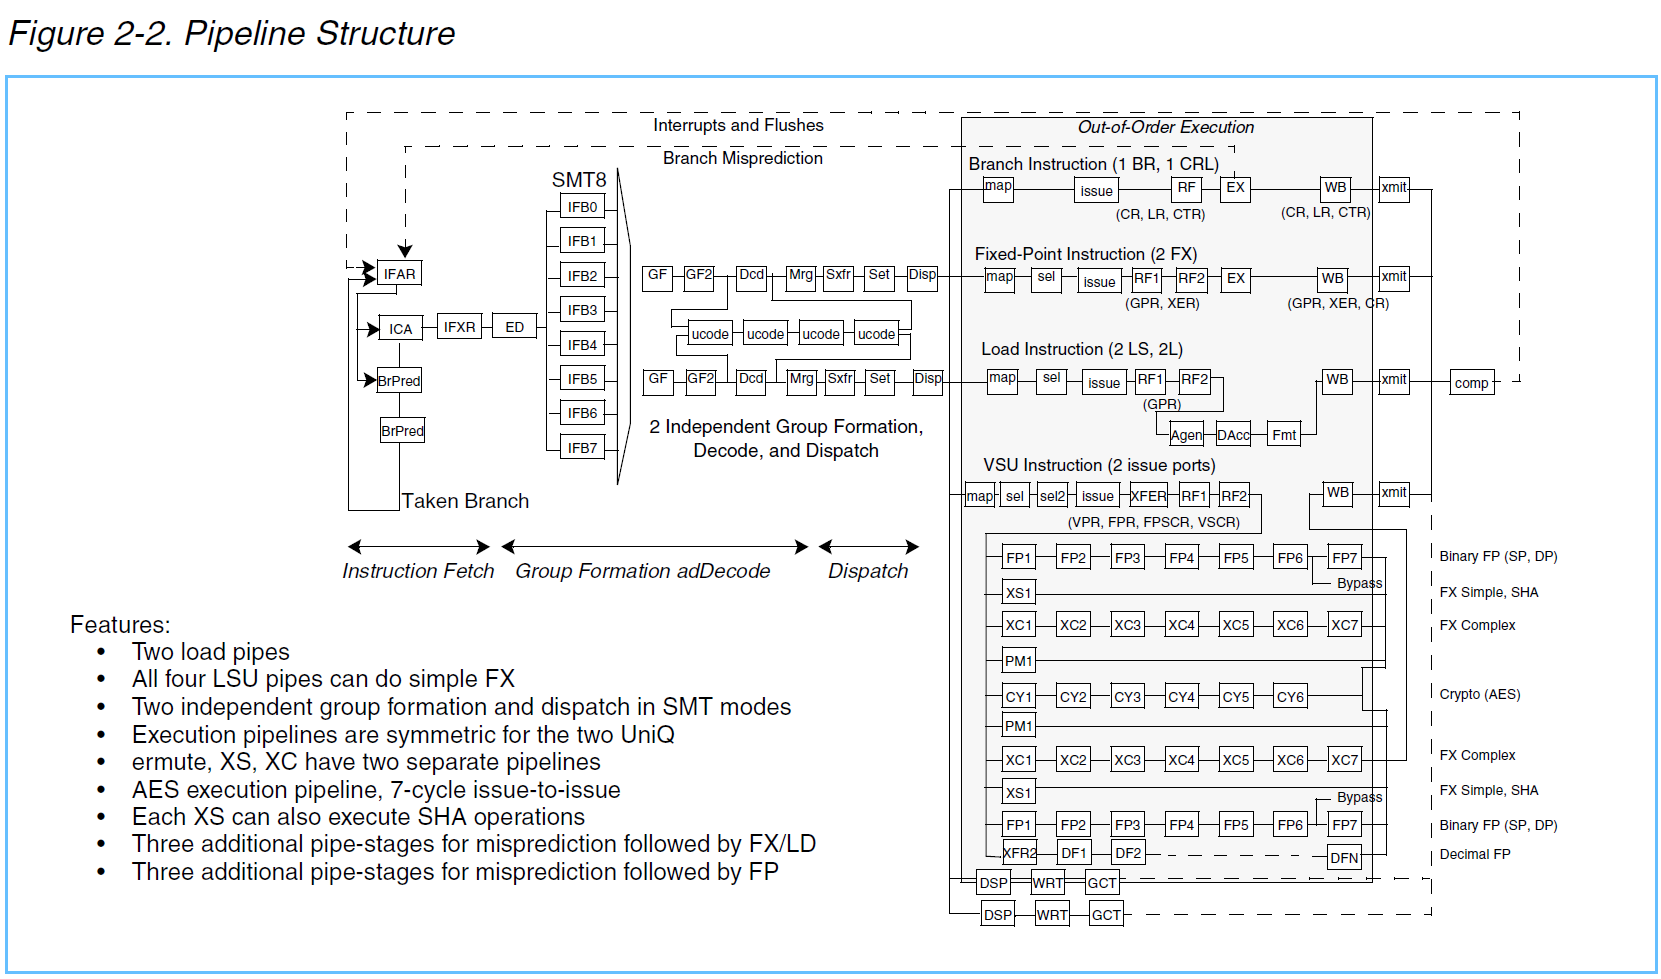 Figure 2-2. Pipeline Structure
Interrupts and Flushes
Out-of-Order Execution
Branch Misprediction
Branch Instruction (1 BR, 1 CRL)
SMT8
map issue RF EX WB xmit
(CR, LR, CTR) (CR, LR, CTR)
IFB0
IFB1
IFB2
IFB3
IFB4
IFB5
IFB6
IFB7
IFAR
ICA IFXR ED
BrPred
BrPred
Taken Branch
GF GF2 Dcd Mrg Sxfr Set Disp
ucode ucode ucode ucode
GF GF2 Dcd Mrg Sxfr Set Disp
2 Independent Group Formation,
Decode, and Dispatch
Fixed-Point Instruction (2 FX)
map sel issue RF1 RF2 EX WB xmit
(GPR, XER) (GPR, XER, CR)
Load Instruction (2 LS, 2L)
map sel issue RF1 RF2 WB xmit comp
(GPR)
Agen DAcc Fmt
VSU Instruction (2 issue ports)
map sel sel2 issue XFER RF1 RF2 WB xmit
(VPR, FPR, FPSCR, VSCR)
FP1 FP2 FP3 FP4 FP5 FP6 FP7 Binary FP (SP, DP)
Bypass
XS1 FX Simple, SHA
XC1 XC2 XC3 XC4 XC5 XC6 XC7 FX Complex
PM1
CY1 CY2 CY3 CY4 CY5 CY6 Crypto (AES)
PM1
XC1 XC2 XC3 XC4 XC5 XC6 XC7 FX Complex
XS1 FX Simple, SHA
Bypass
FP1 FP2 FP3 FP4 FP5 FP6 FP7 Binary FP (SP, DP)
XFR2 DF1 DF2 DFN Decimal FP
DSP WRT GCT
DSP WRT GCT
Instruction Fetch Group Formation adDecode Dispatch
Features:
• Two load pipes
• All four LSU pipes can do simple FX
• Two independent group formation and dispatch in SMT modes
• Execution pipelines are symmetric for the two UniQ
• ermute, XS, XC have two separate pipelines
• AES execution pipeline, 7-cycle issue-to-issue
• Each XS can also execute SHA operations
• Three additional pipe-stages for misprediction followed by FX/LD
• Three additional pipe-stages for misprediction followed by FP